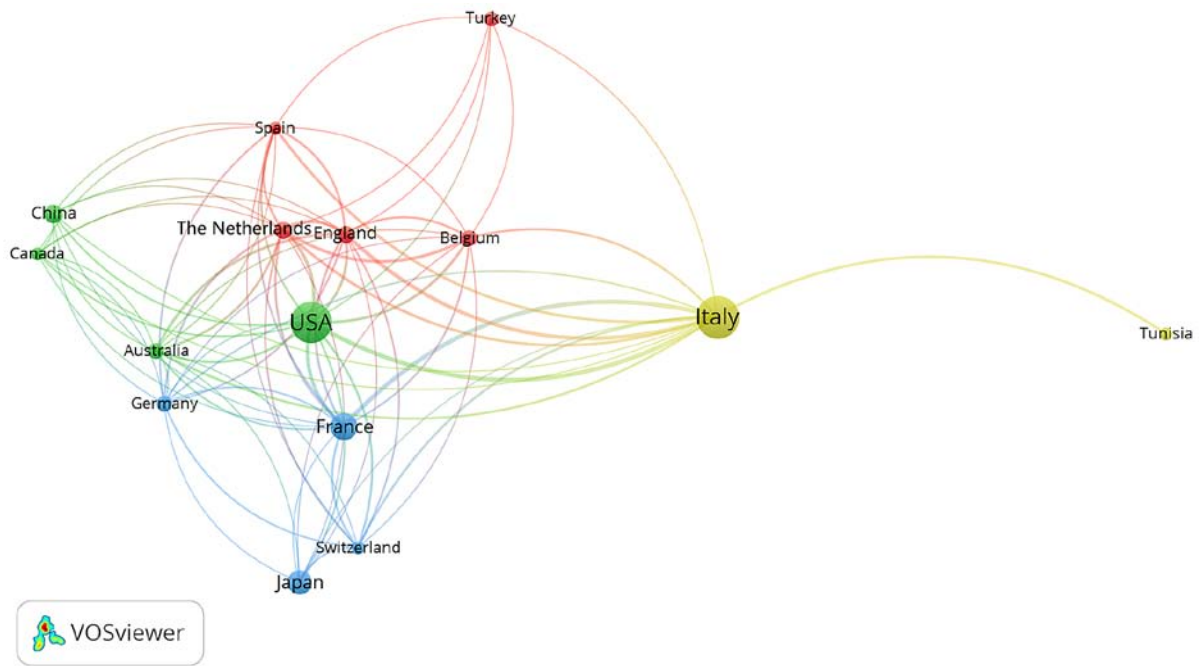 Turkey
Spain
China
The Netherlands
England
Belgium
Canada
USA
Italy
Tunisia
Australia
Germany
France
Switzerland
Japan
VOSviewer